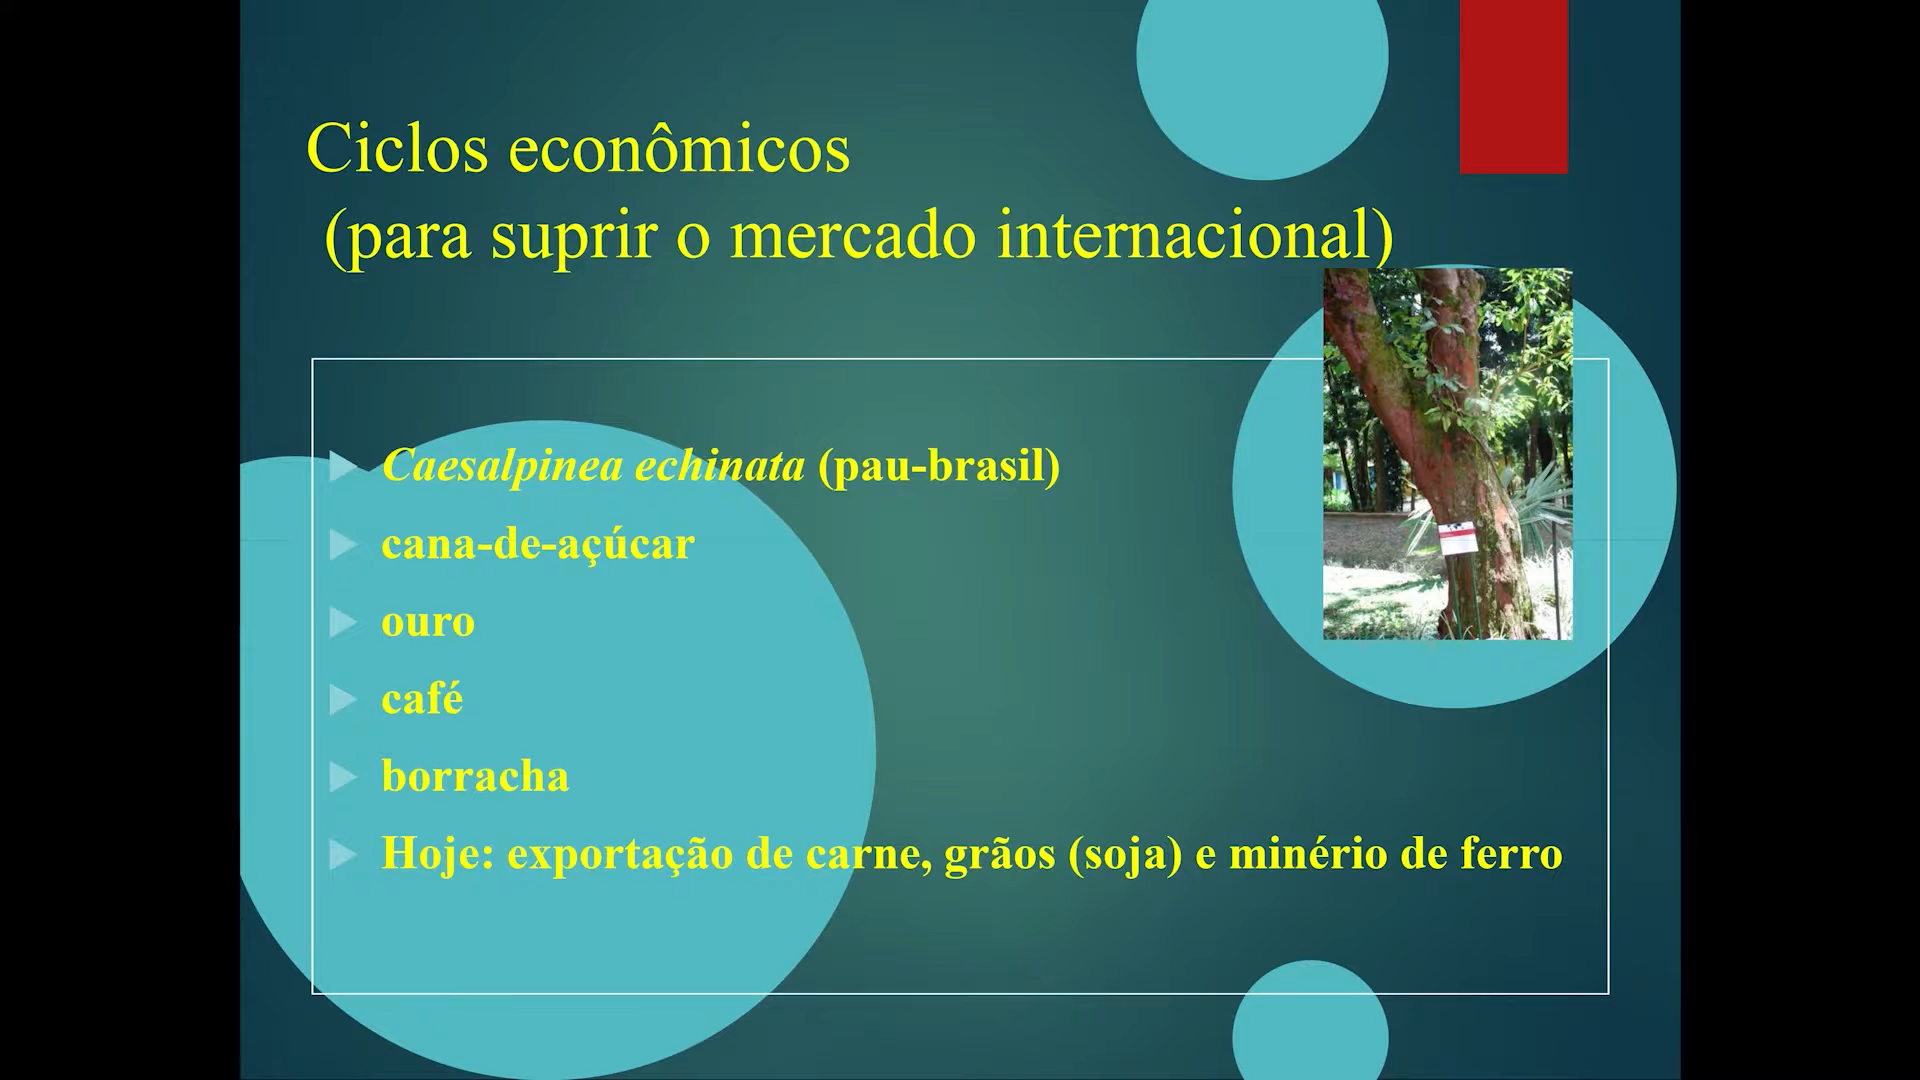 Ciclos econômicos
(para suprir o mercado internacional)
Caesalpinea echinata (pau-brasil)
cana-de-açúcar
ouro
café
borracha
Hoje: exportação de carne, grãos (soja) e minério de ferro